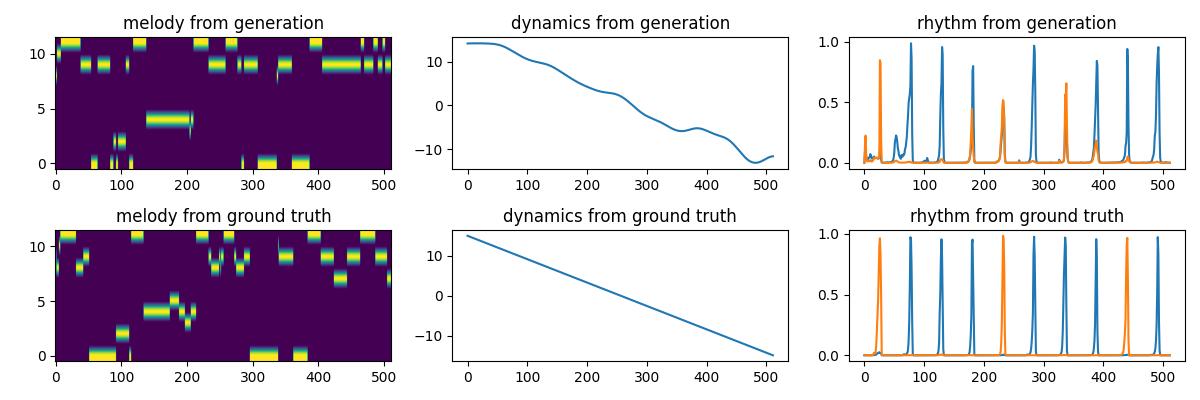 melody from generation
10
5
0
0 100 200 300 400 500
dynamics from generation
10
0
−10
0 100 200 300 400 500
rhythm from generation
1.0
0.5
0.0
0 100 200 300 400 500
melody from ground truth
10
5
0
0 100 200 300 400 500
dynamics from ground truth
10
0
−10
0 100 200 300 400 500
rhythm from ground truth
1.0
0.5
0.0
0 100 200 300 400 500